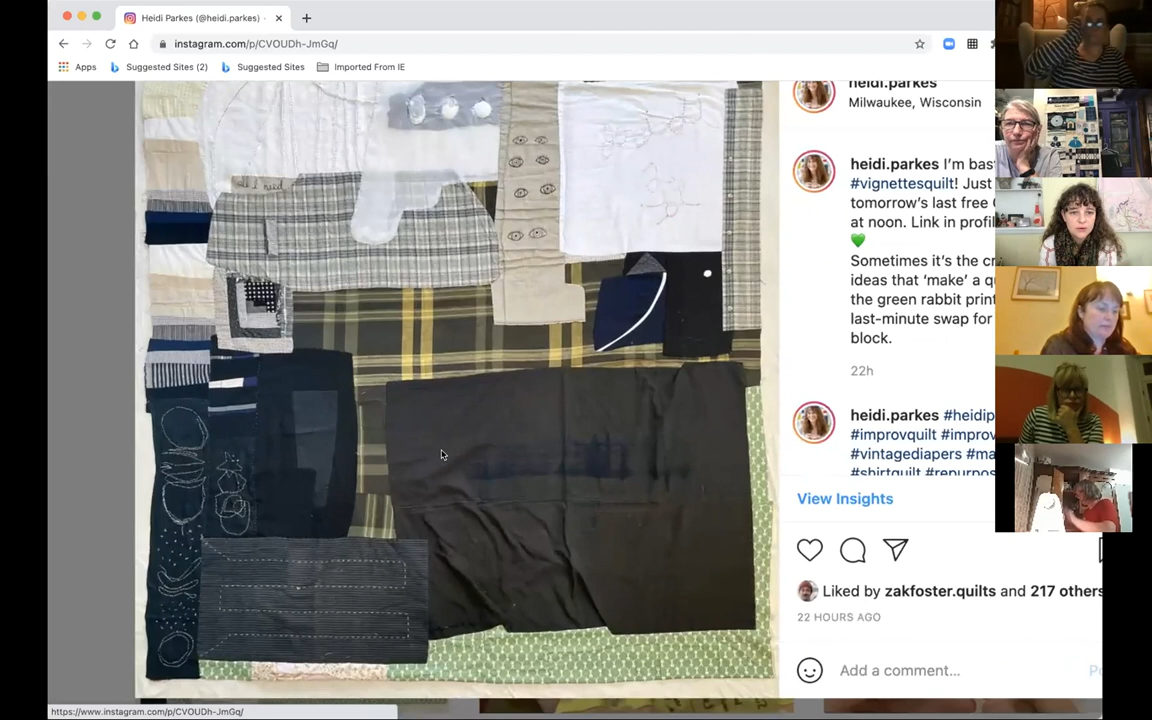 Heidi Parkes (@heidi.parkes) ·
instagram.com/p/CVOUDh-JmGq/
Apps Suggested Sites (2) Suggested Sites Imported From IE
heidi.parkes
Milwaukee, Wisconsin
heidi.parkes I'm bas
#vignettesquilt! Just
tomorrow's last free
at noon. Link in profil
💚
Sometimes it's the cr
ideas that 'make' a q
the green rabbit print
last-minute swap for
block.
22h
heidi.parkes #heidip
#improvquilt #improv
#vintagediapers #ma
#shirtquilt #repurpos
View Insights
Liked by zakfoster.quilts and 217 others
22 HOURS AGO
Add a comment...
all i need
https://www.instagram.com/p/CVOUDh-JmGq/